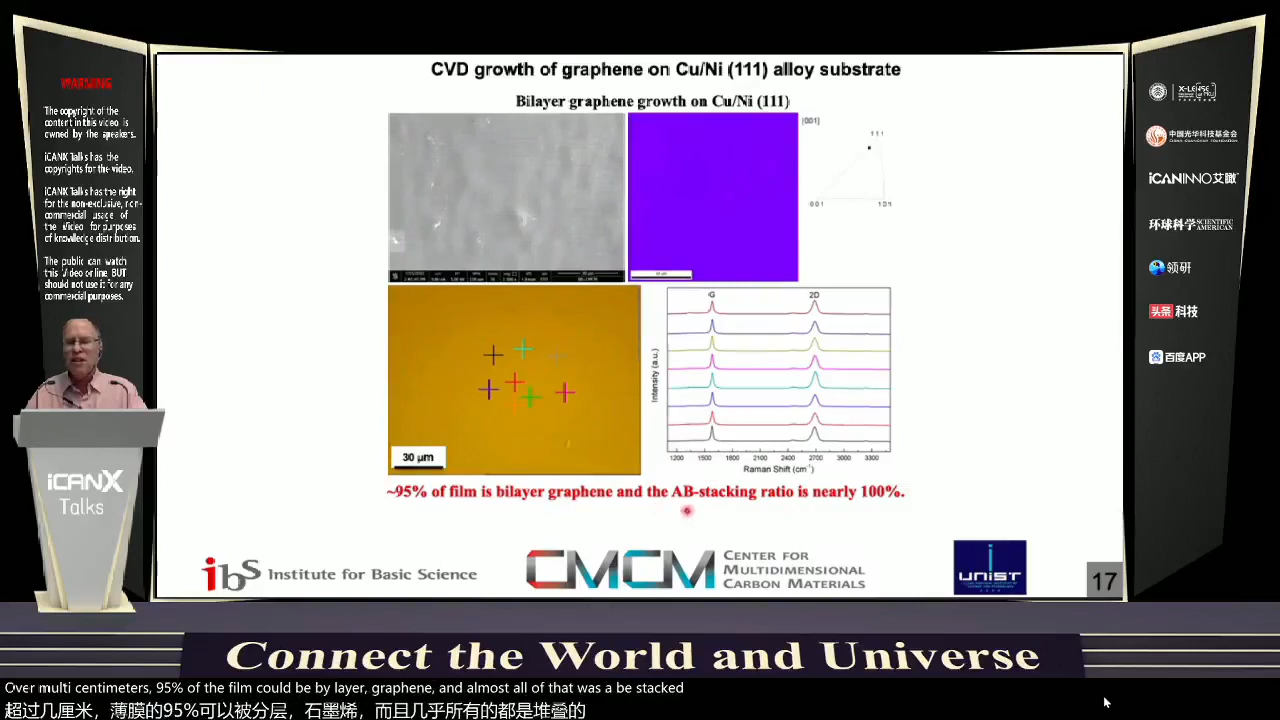 WARNING
The copyright of the
content in this video is
owned by the speakers.
iCANX Talks has the
copyrights for the video.
iCANX Talks has the right
for the non-exclusive, non-
commercial usage of
the Video for purposes
of knowledge distribution.
The public can watch
this Video online, BUT
should not use it for any
commercial purposes.
iCANX
Talks
CVD growth of graphene on Cu/Ni (111) alloy substrate
Bilayer graphene growth on Cu/Ni (111)
[001]
111
001
101
30 μm
G
2D
Intensity (a.u.)
1200 1500 1800 2100 2400 2700 3000 3300
Raman Shift (cm⁻¹)
~95% of film is bilayer graphene and the AB-stacking ratio is nearly 100%.
ibS Institute for Basic Science
CMCM
CENTER FOR
MULTIDIMENSIONAL
CARBON MATERIALS
UNIST
17
X-LENSE
中国光华科技基金会
iCANINNO艾瞰
环球科学 SCIENTIFIC AMERICAN
领研
头条 科技
百度APP
Connect the World and Universe
Over multi centimeters, 95% of the film could be by layer, graphene, and almost all of that was a be stacked
超过几厘米，薄膜的95%可以被分层，石墨烯，而且几乎所有的都是堆叠的